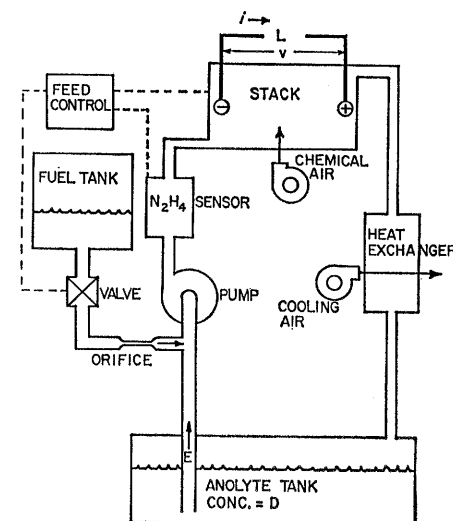 i→
L
v
FEED
CONTROL
STACK
− +
FUEL TANK
N₂H₄ SENSOR
CHEMICAL
AIR
HEAT
EXCHANGER
VALVE
PUMP
COOLING
AIR
ORIFICE
E
ANOLYTE TANK
CONC. = D